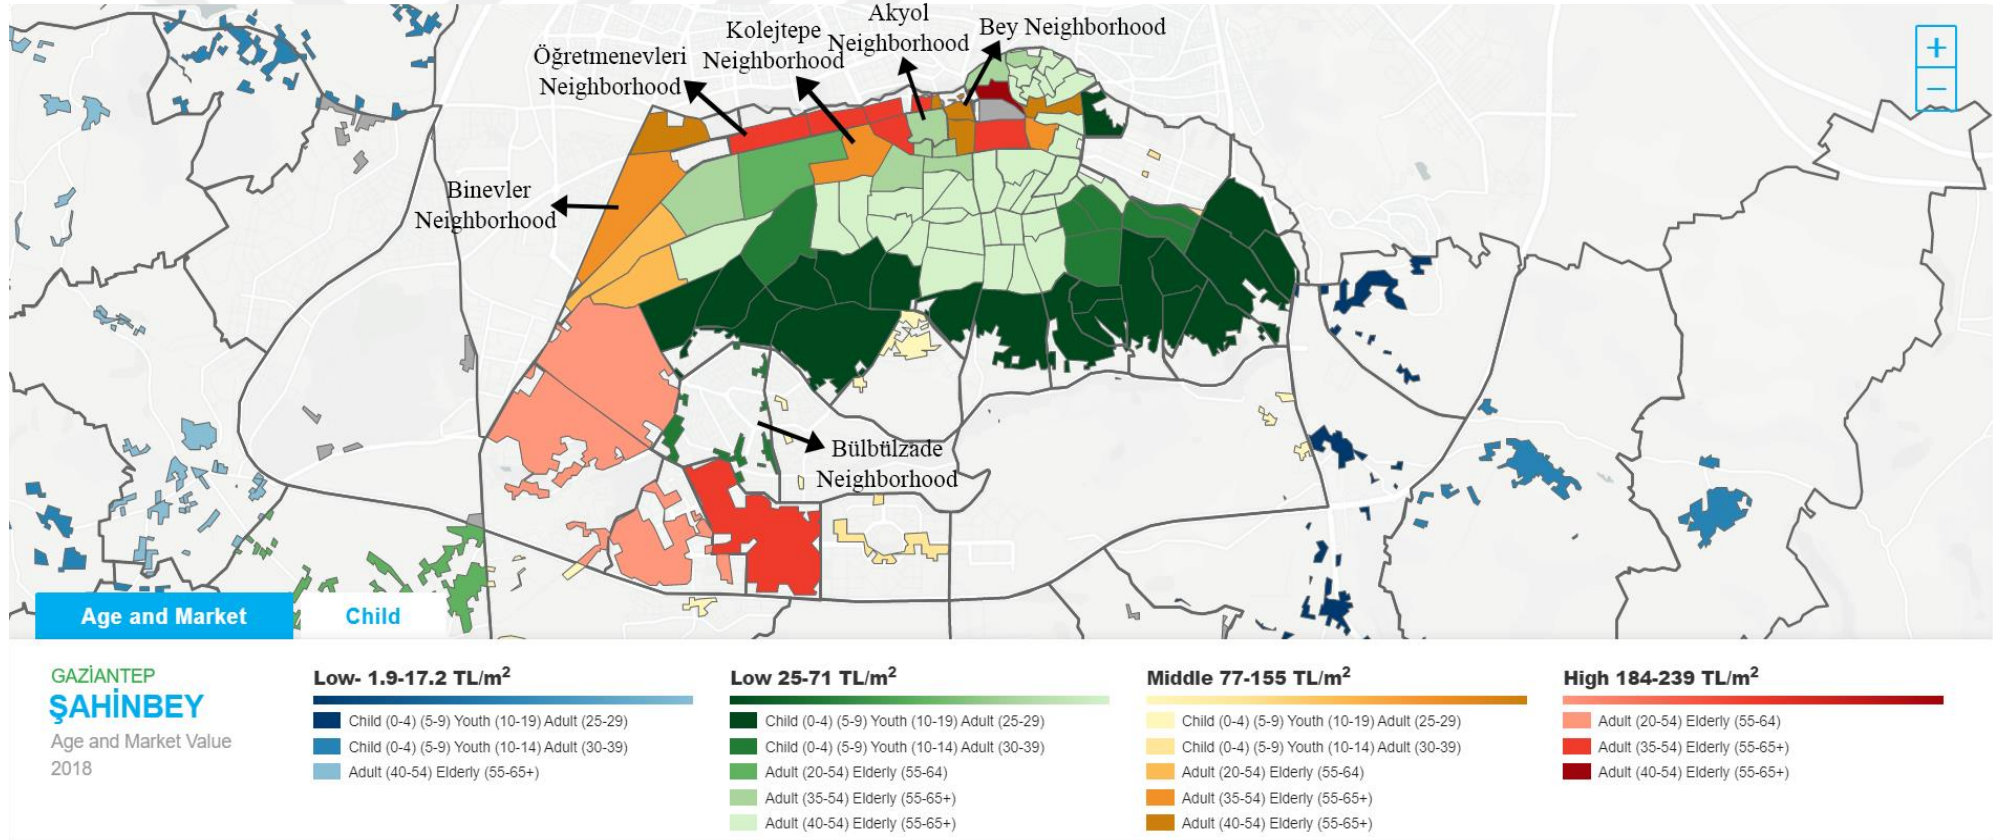 Akyol
Neighborhood
Bey Neighborhood
Kolejtepe
Neighborhood
Öğretmenevleri
Neighborhood
Binevler
Neighborhood
Bülbülzade
Neighborhood
+
−
Age and Market
Child
GAZİANTEP
ŞAHİNBEY
Age and Market Value
2018
Low- 1.9-17.2 TL/m²
Child (0-4) (5-9) Youth (10-19) Adult (25-29)
Child (0-4) (5-9) Youth (10-14) Adult (30-39)
Adult (40-54) Elderly (55-65+)
Low 25-71 TL/m²
Child (0-4) (5-9) Youth (10-19) Adult (25-29)
Child (0-4) (5-9) Youth (10-14) Adult (30-39)
Adult (20-54) Elderly (55-64)
Adult (35-54) Elderly (55-65+)
Adult (40-54) Elderly (55-65+)
Middle 77-155 TL/m²
Child (0-4) (5-9) Youth (10-19) Adult (25-29)
Child (0-4) (5-9) Youth (10-14) Adult (30-39)
Adult (20-54) Elderly (55-64)
Adult (35-54) Elderly (55-65+)
Adult (40-54) Elderly (55-65+)
High 184-239 TL/m²
Adult (20-54) Elderly (55-64)
Adult (35-54) Elderly (55-65+)
Adult (40-54) Elderly (55-65+)